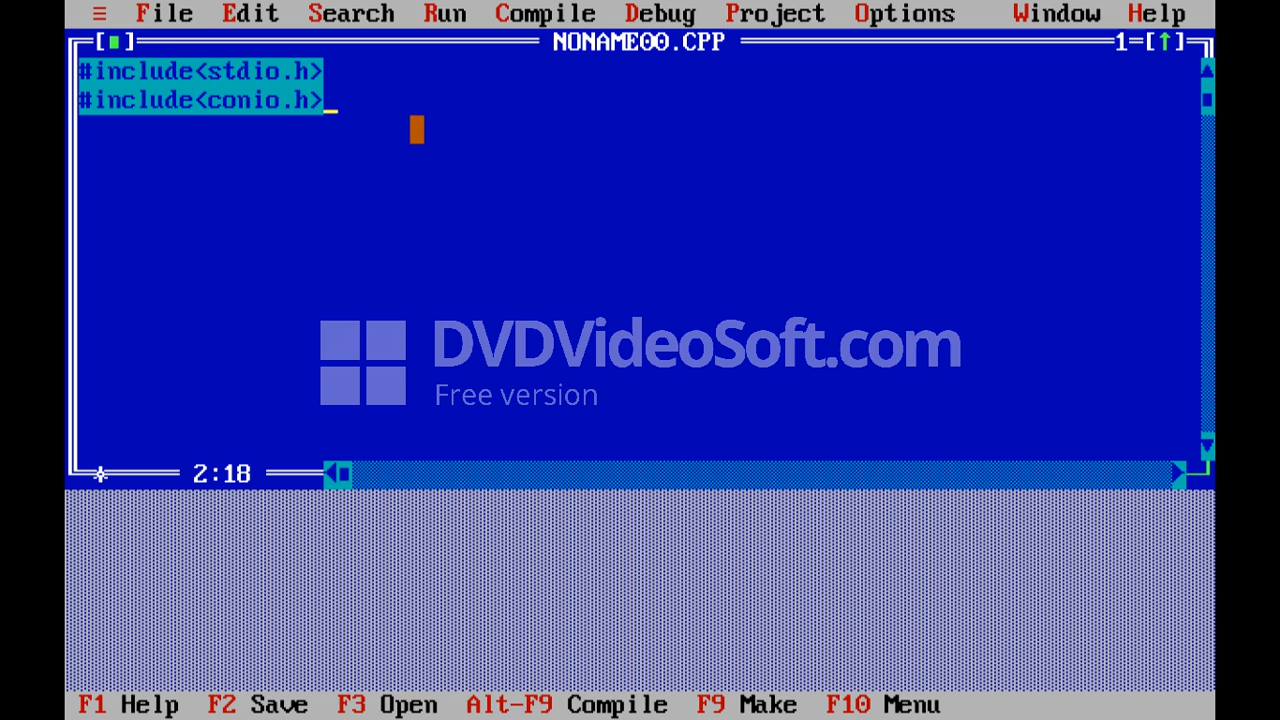 ≡ File Edit Search Run Compile Debug Project Options Window Help
[■] NONAME00.CPP 1=[↑]
#include<stdio.h>
#include<conio.h>
DVDVideoSoft.com
Free version
2:18
F1 Help F2 Save F3 Open Alt-F9 Compile F9 Make F10 Menu